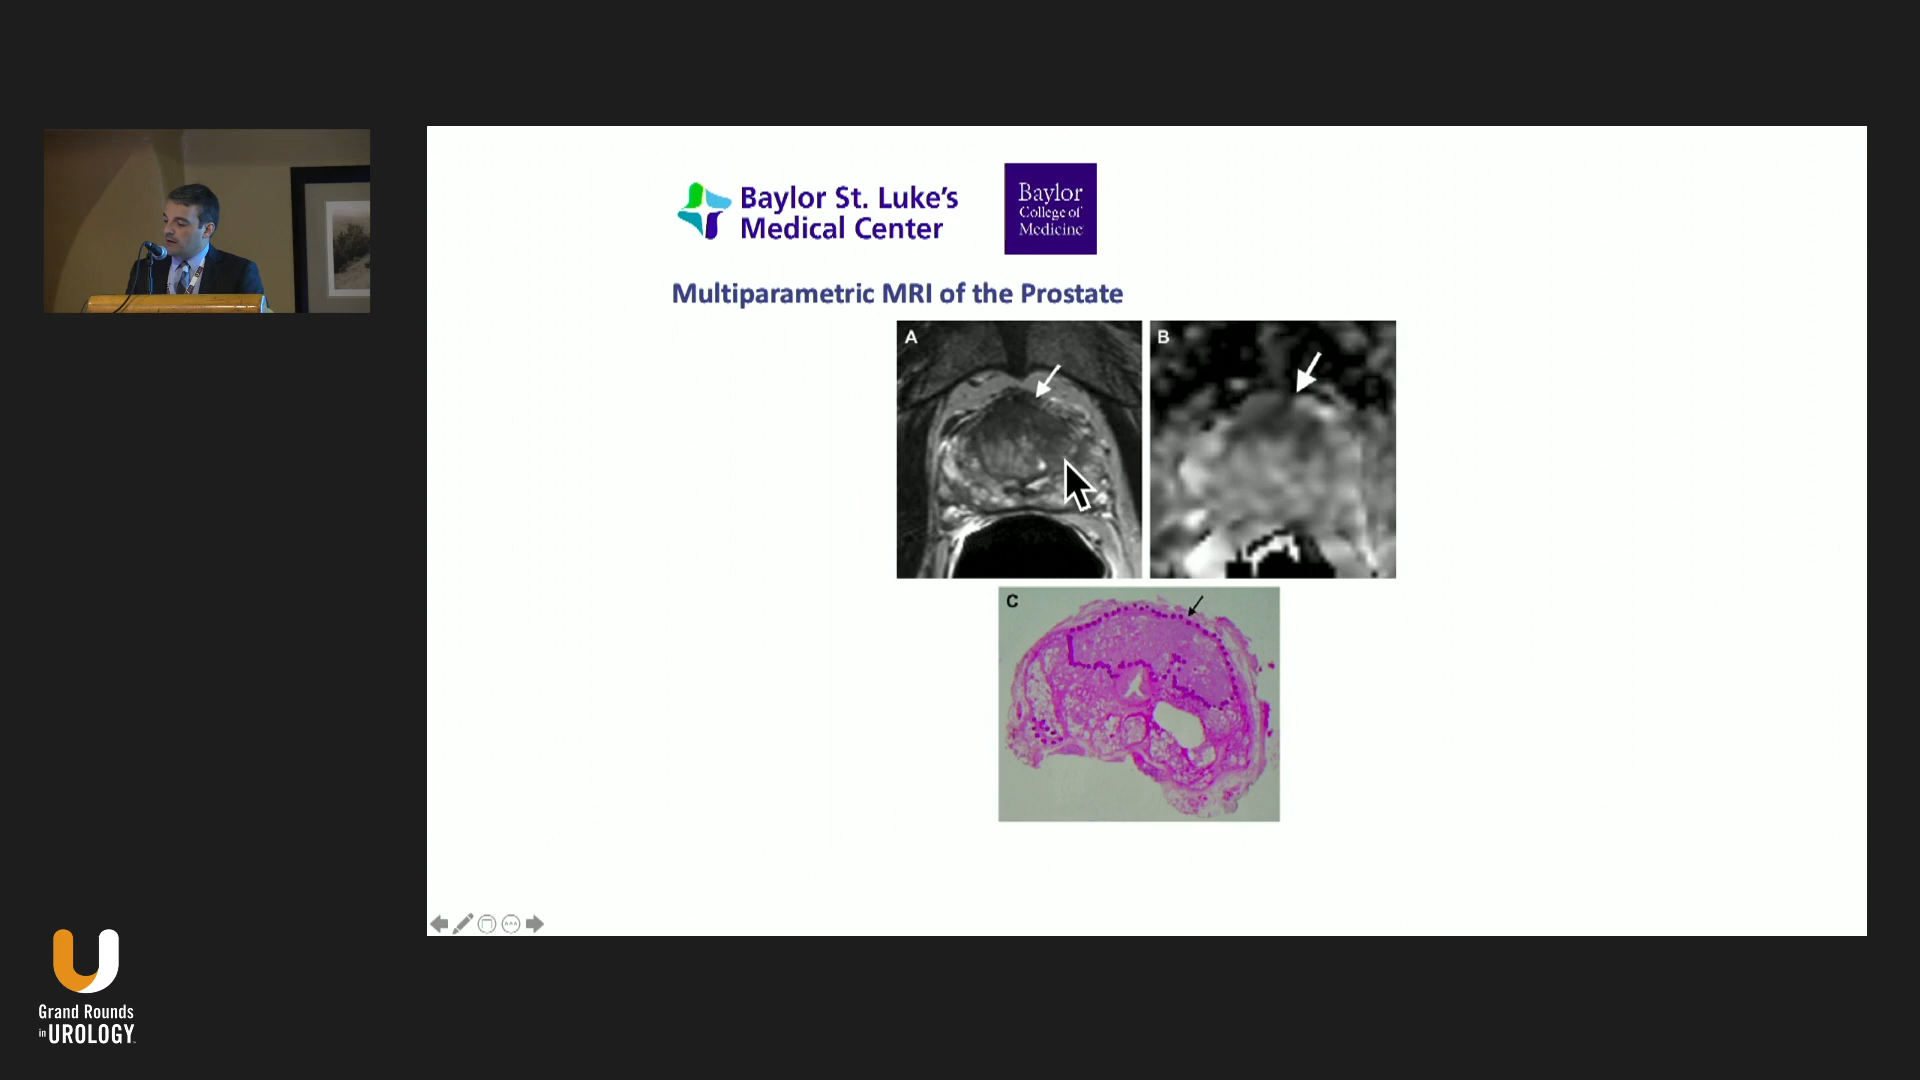 Baylor St. Luke's
Medical Center
Baylor
College of
Medicine
Multiparametric MRI of the Prostate
A
B
C
Grand Rounds
in UROLOGY